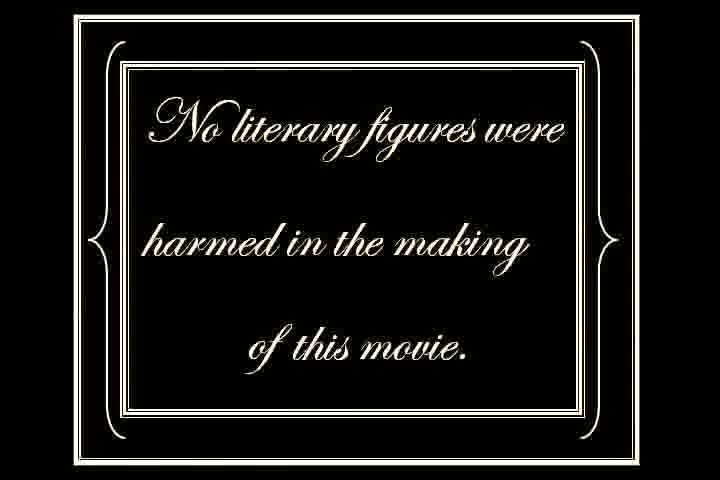 No literary figures were
harmed in the making
of this movie.